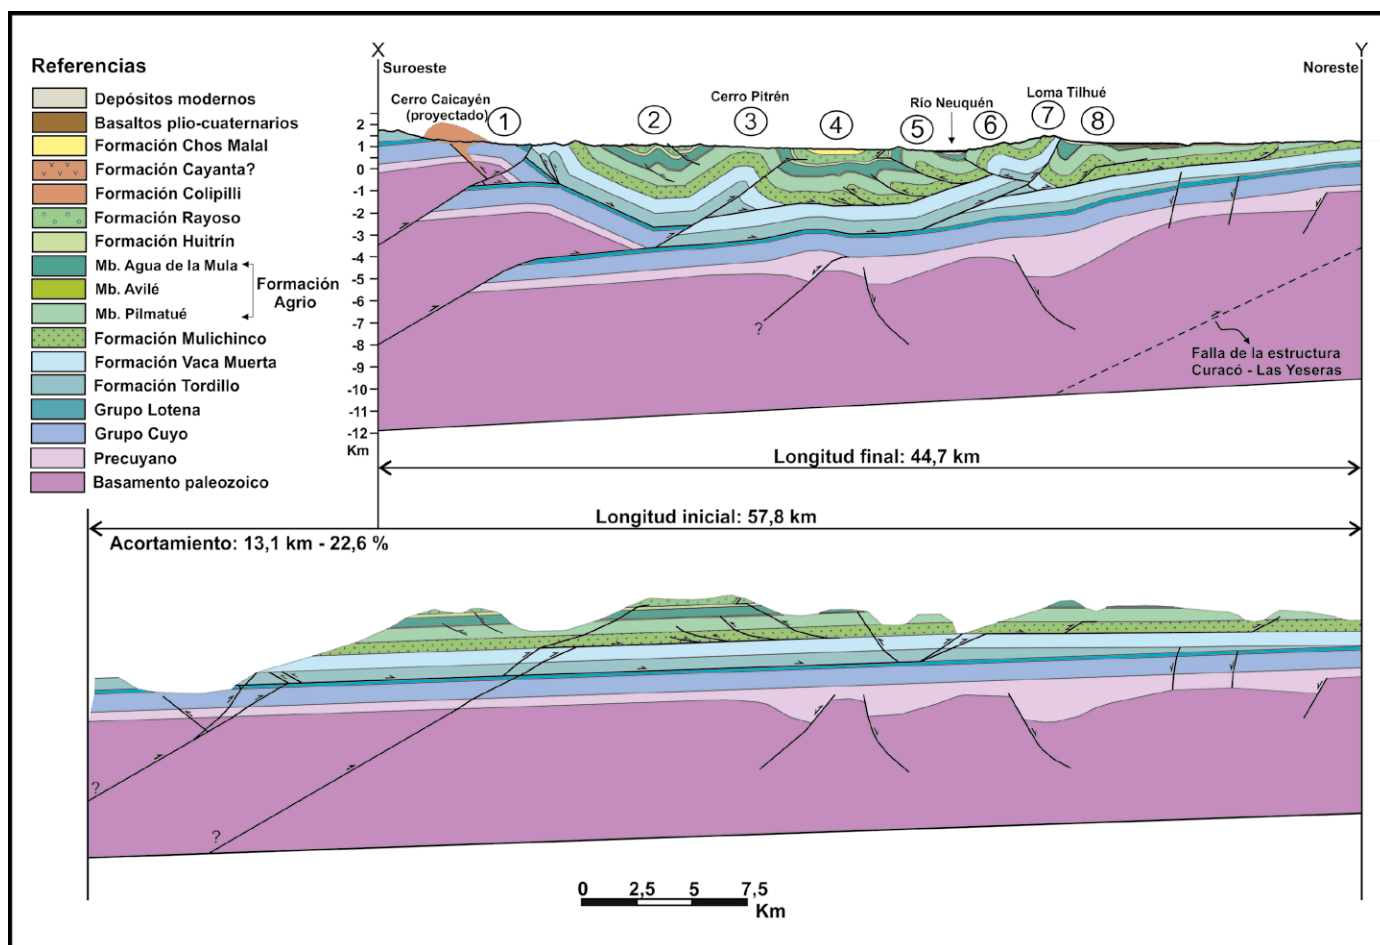 Referencias
Depósitos modernos
Basaltos plio-cuaternarios
Formación Chos Malal
Formación Cayanta?
Formación Colipilli
Formación Rayoso
Formación Huitrín
Mb. Agua de la Mula
Mb. Avilé
Mb. Pilmatué
Formación
Agrio
Formación Mulichinco
Formación Vaca Muerta
Formación Tordillo
Grupo Lotena
Grupo Cuyo
Precuyano
Basamento paleozoico
X
Y
Suroeste
Noreste
Cerro Caicayén
(proyectado)
Cerro Pitrén
Río Neuquén
Loma Tilhué
1
2
3
4
5
6
7
8
2
1
0
-1
-2
-3
-4
-5
-6
-7
-8
-9
-10
-11
-12
Km
?
Falla de la estructura
Curacó - Las Yeseras
Longitud final: 44,7 km
Longitud inicial: 57,8 km
Acortamiento: 13,1 km - 22,6 %
?
?
0 2,5 5 7,5
Km